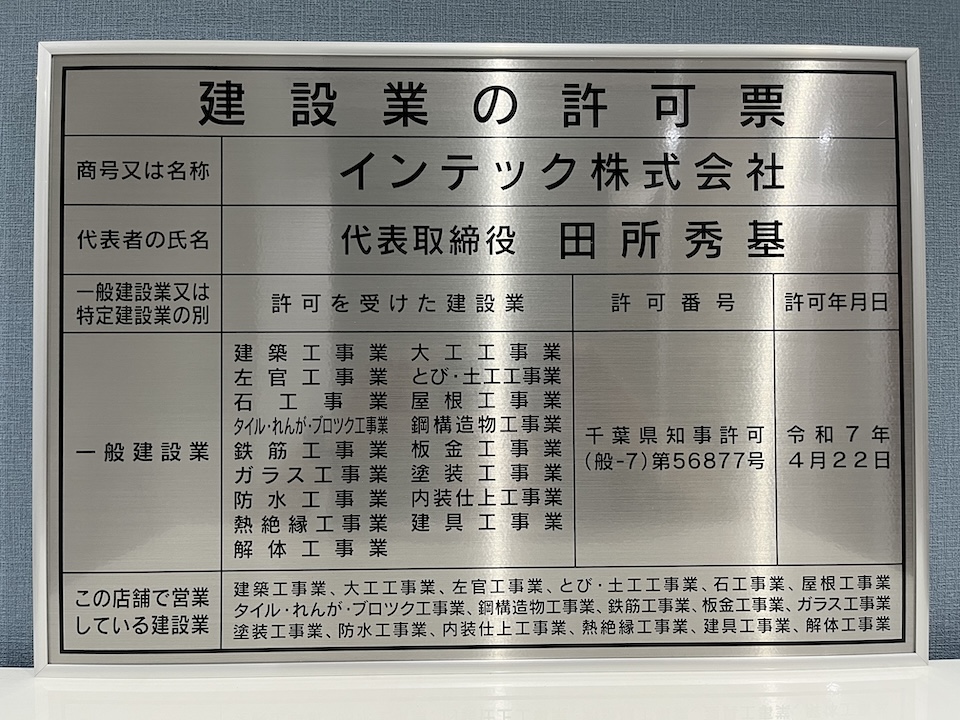 建設業の許可票
商号又は名称 インテック株式会社
代表者の氏名 代表取締役 田所秀基
一般建設業又は
特定建設業の別
許可を受けた建設業 許可番号 許可年月日
一般建設業
建築工事業 大工工事業
左官工事業 とび・土工工事業
石工事業 屋根工事業
タイル・れんが・ブロツク工事業 鋼構造物工事業
鉄筋工事業 板金工事業
ガラス工事業 塗装工事業
防水工事業 内装仕上工事業
熱絶縁工事業 建具工事業
解体工事業
千葉県知事許可
(般-7)第56877号
令和7年
4月22日
この店舗で営業
している建設業
建築工事業、大工工事業、左官工事業、とび・土工工事業、石工事業、屋根工事業
タイル・れんが・ブロツク工事業、鋼構造物工事業、鉄筋工事業、板金工事業、ガラス工事業
塗装工事業、防水工事業、内装仕上工事業、熱絶縁工事業、建具工事業、解体工事業